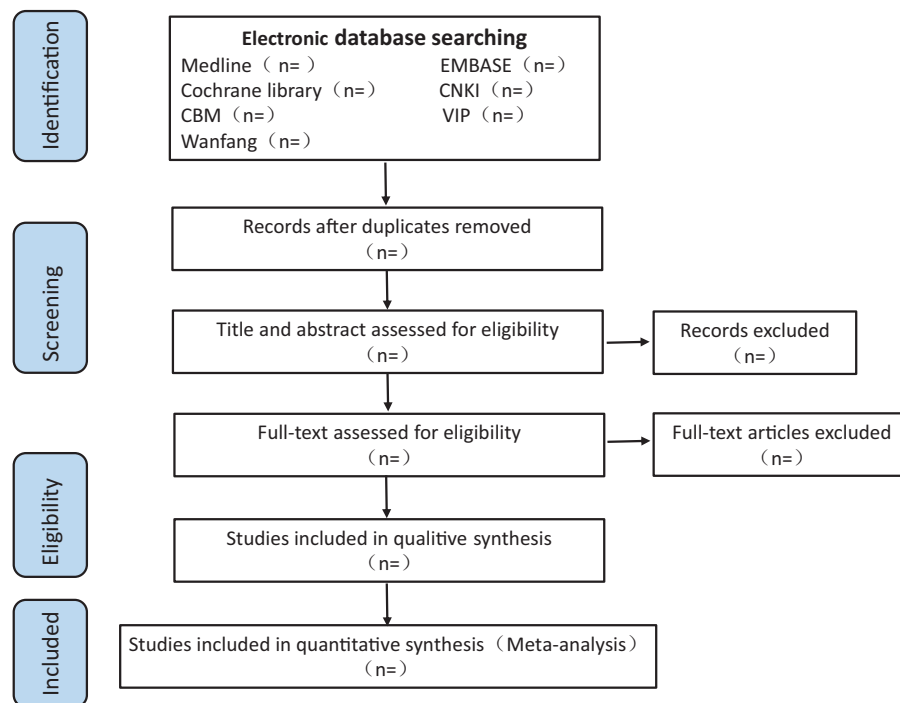 Identification
Electronic database searching
Medline（ n= ）
EMBASE（n=）
Cochrane library（n=）
CNKI（n=）
CBM（n=）
VIP（n=）
Wanfang（n=）
Screening
Records after duplicates removed
（n=）
Title and abstract assessed for eligibility
（n=）
Records excluded
（n=）
Eligibility
Full-text assessed for eligibility
（n=）
Full-text articles excluded
（n=）
Studies included in qualitive synthesis
（n=）
Included
Studies included in quantitative synthesis（Meta-analysis）
（n=）